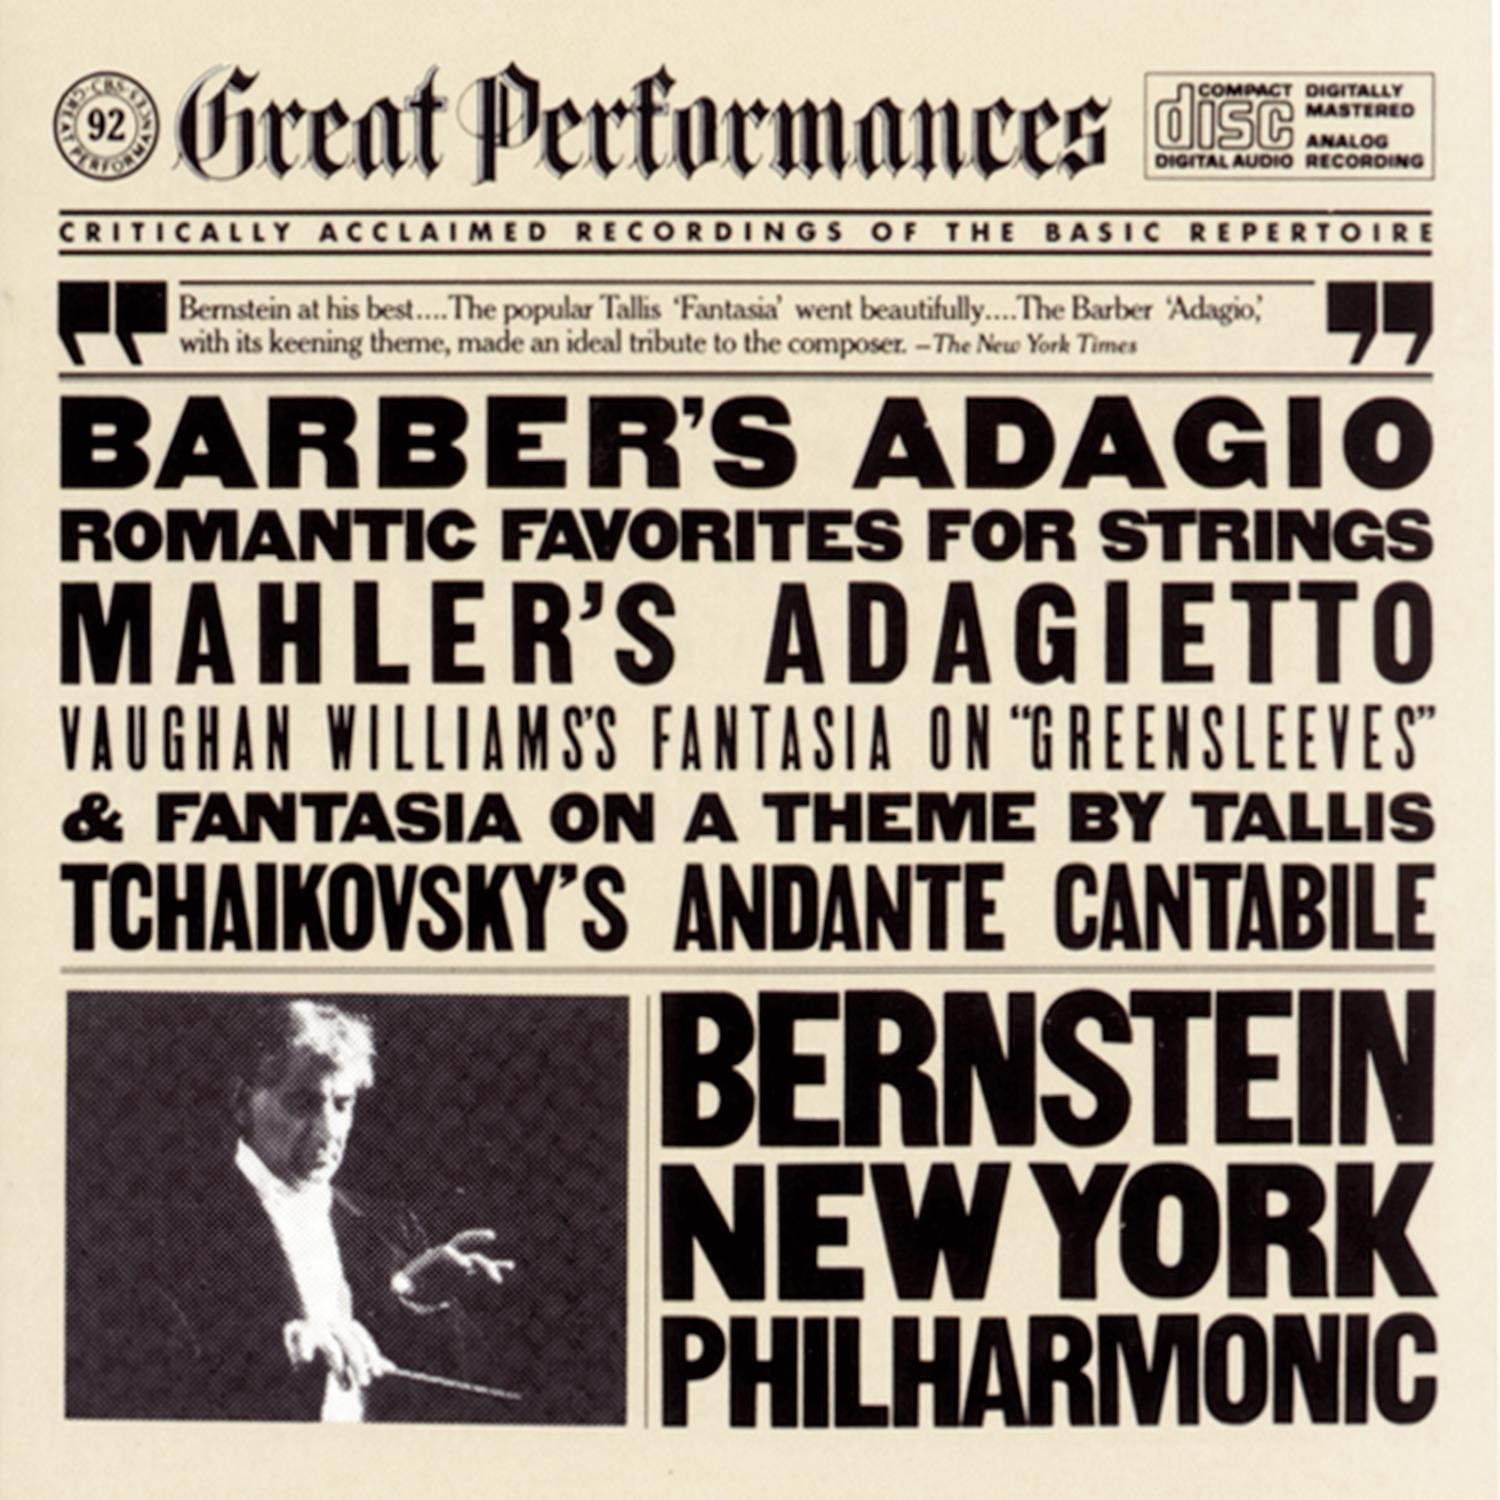 CBS GREAT PERFORMANCES
92
Great Performances
COMPACT
disc
DIGITAL AUDIO
DIGITALLY
MASTERED
ANALOG
RECORDING
CRITICALLY ACCLAIMED RECORDINGS OF THE BASIC REPERTOIRE
“Bernstein at his best....The popular Tallis ‘Fantasia’ went beautifully....The Barber ‘Adagio,’
with its keening theme, made an ideal tribute to the composer. –The New York Times”
BARBER’S ADAGIO
ROMANTIC FAVORITES FOR STRINGS
MAHLER’S ADAGIETTO
VAUGHAN WILLIAMS’S FANTASIA ON “GREENSLEEVES”
& FANTASIA ON A THEME BY TALLIS
TCHAIKOVSKY’S ANDANTE CANTABILE
BERNSTEIN
NEW YORK
PHILHARMONIC